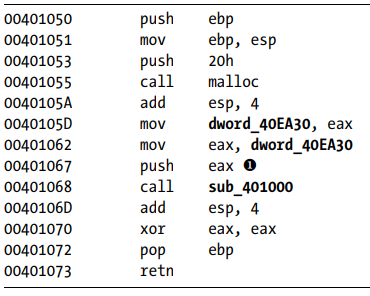 00401050 push ebp
00401051 mov ebp, esp
00401053 push 20h
00401055 call malloc
0040105A add esp, 4
0040105D mov dword_40EA30, eax
00401062 mov eax, dword_40EA30
00401067 push eax ❶
00401068 call sub_401000
0040106D add esp, 4
00401070 xor eax, eax
00401072 pop ebp
00401073 retn